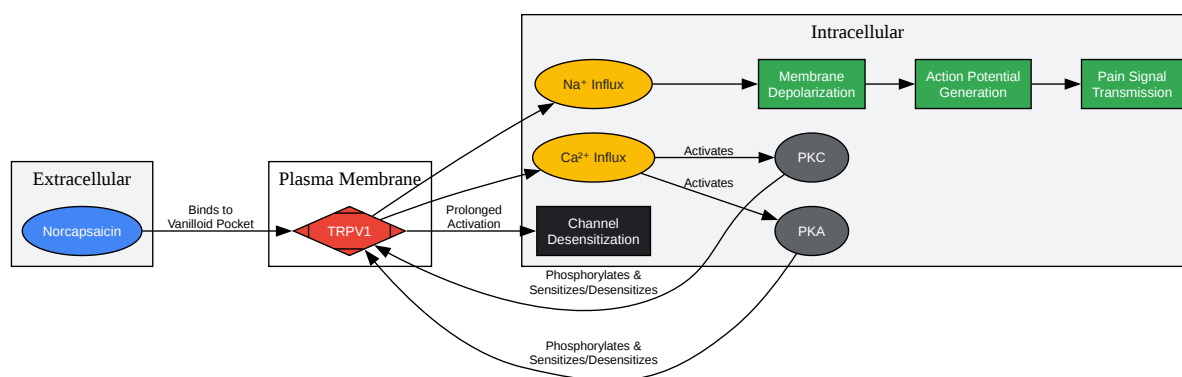 Intracellular
Na⁺ Influx
Membrane
Depolarization
Action Potential
Generation
Pain Signal
Transmission
Extracellular
Norcapsaicin
Binds to
Vanilloid Pocket
Plasma Membrane
TRPV1
Ca²⁺ Influx
Activates
Activates
PKC
PKA
Prolonged
Activation
Channel
Desensitization
Phosphorylates &
Sensitizes/Desensitizes
Phosphorylates &
Sensitizes/Desensitizes